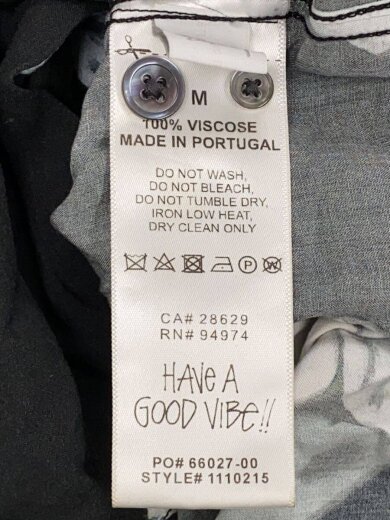 M
100% VISCOSE
MADE IN PORTUGAL
DO NOT WASH,
DO NOT BLEACH,
DO NOT TUMBLE DRY,
IRON LOW HEAT,
DRY CLEAN ONLY
P W
CA# 28629
RN# 94974
HAVE A
GOOD VIBE!!
PO# 66027-00
STYLE# 1110215